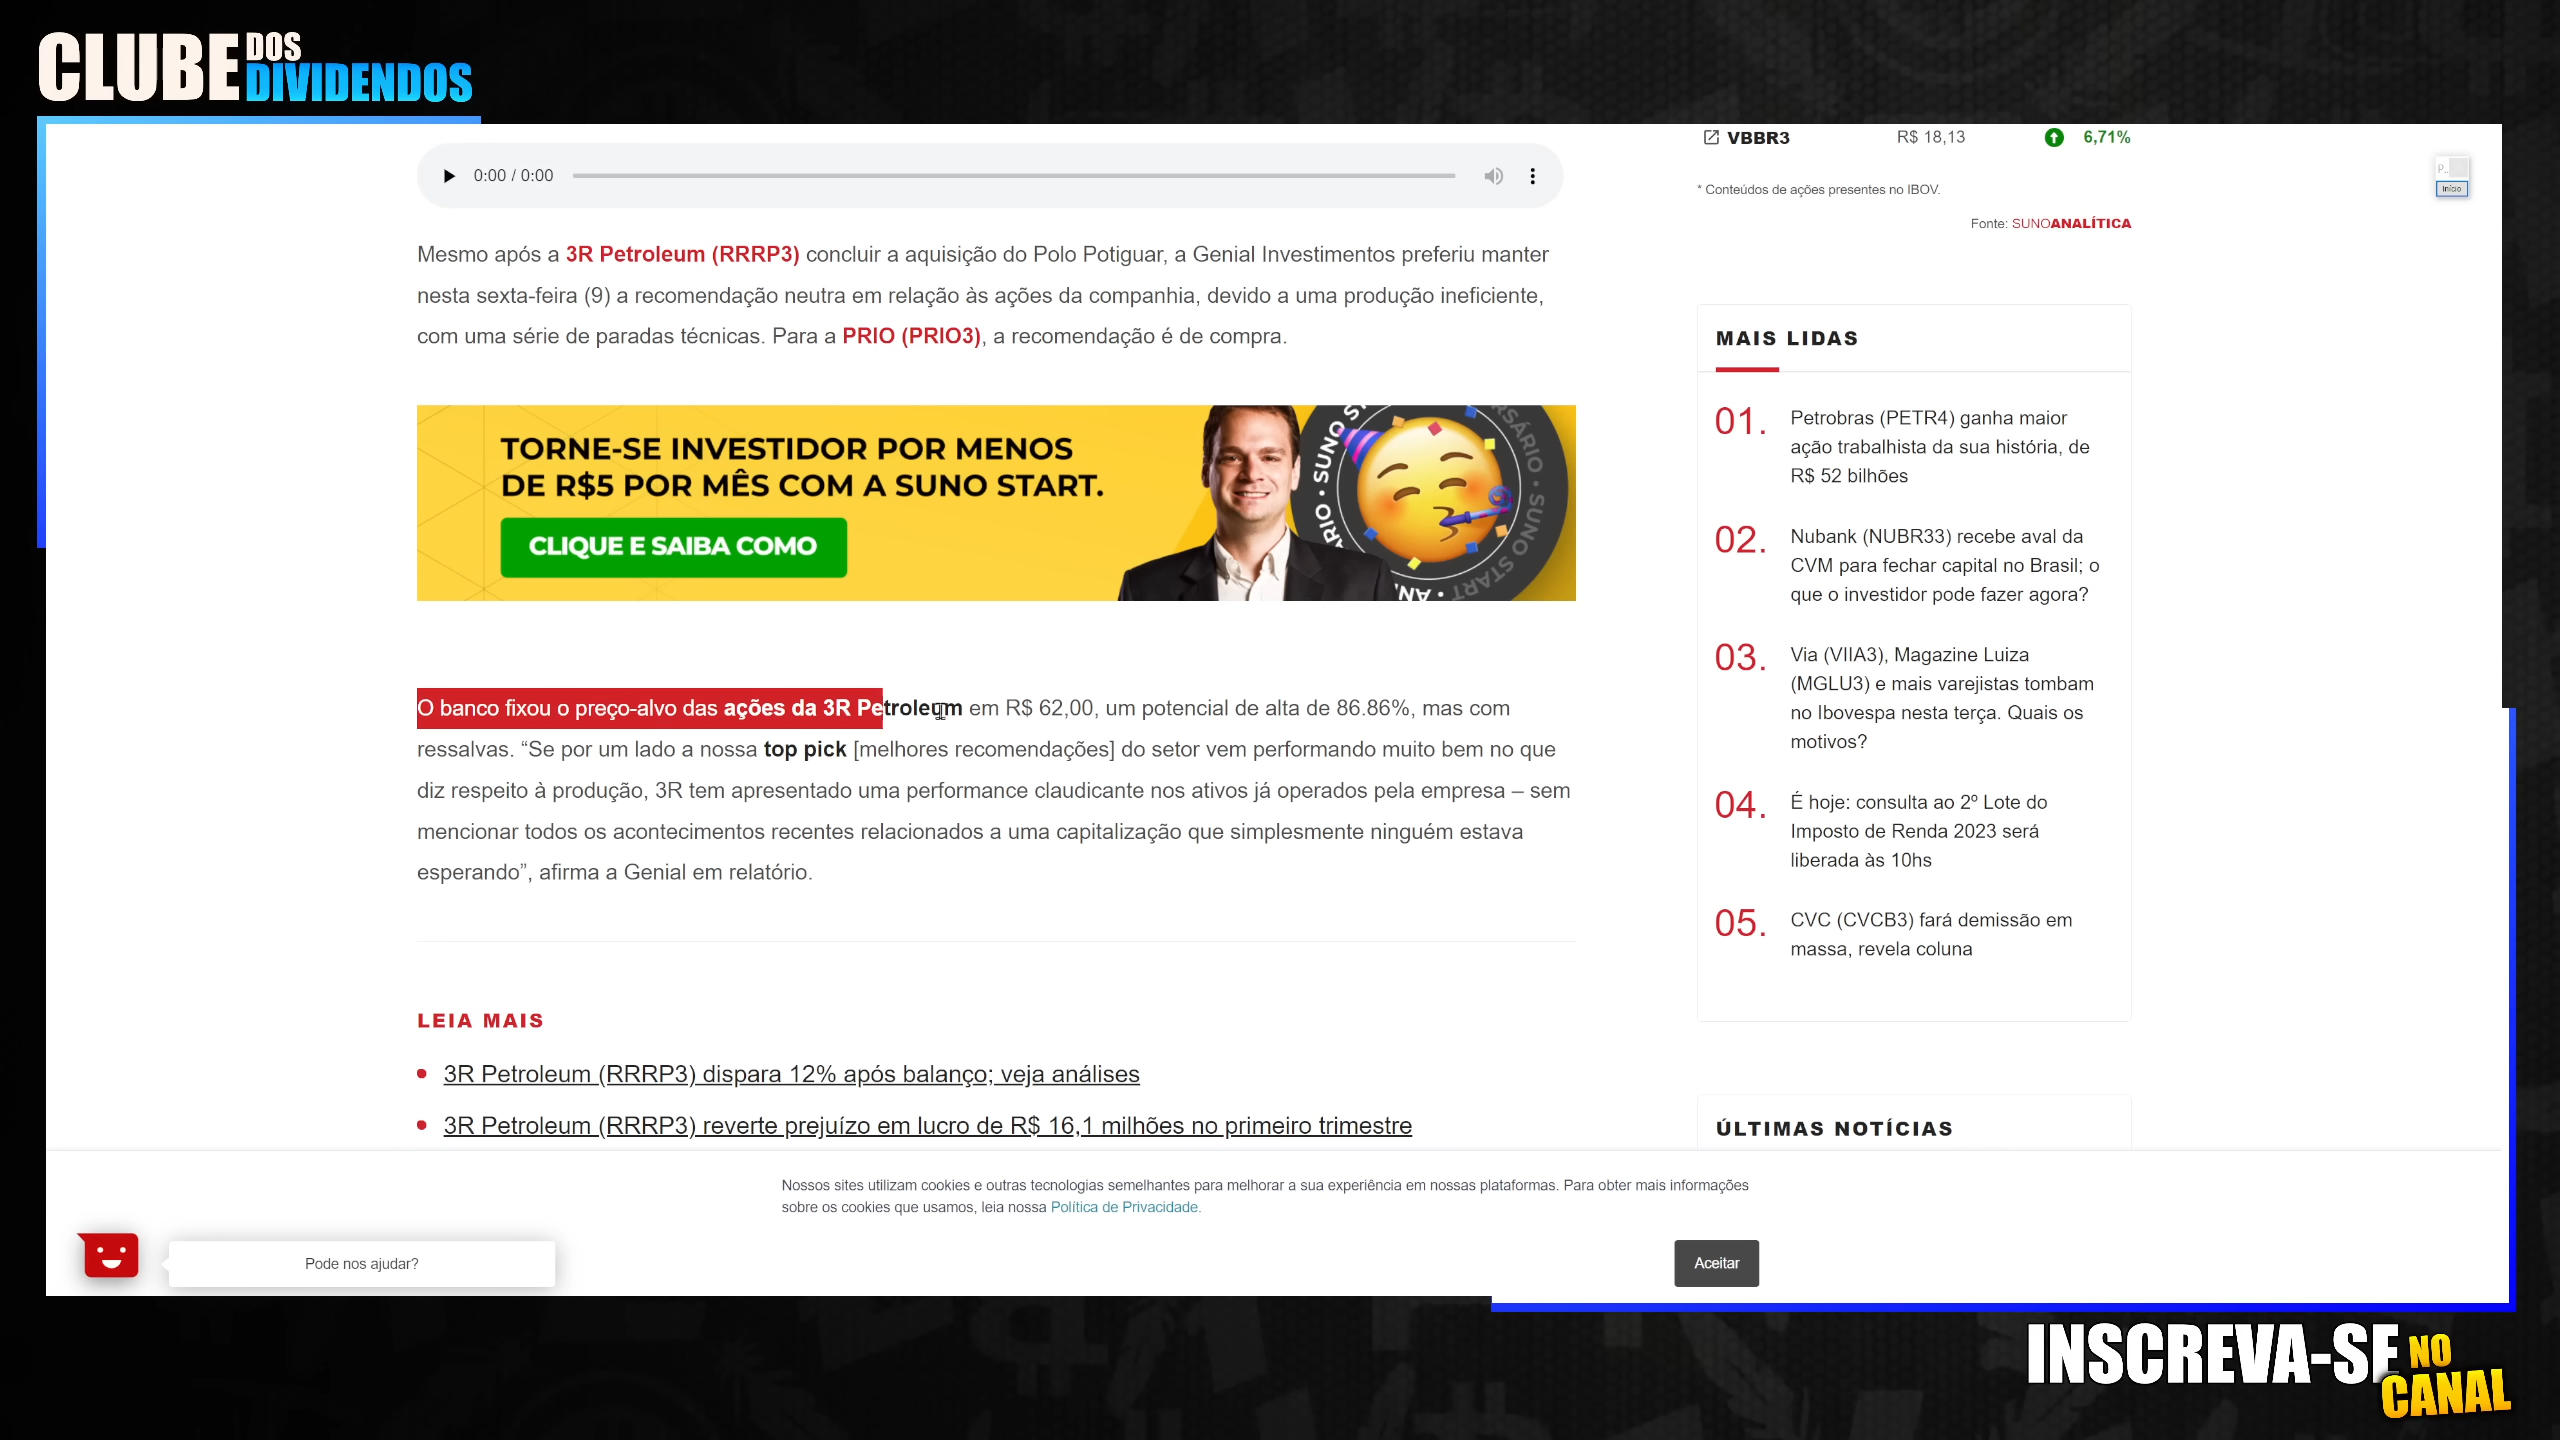 CLUBE DOS
DIVIDENDOS
0:00 / 0:00
Mesmo após a 3R Petroleum (RRRP3) concluir a aquisição do Polo Potiguar, a Genial Investimentos preferiu manter
nesta sexta-feira (9) a recomendação neutra em relação às ações da companhia, devido a uma produção ineficiente,
com uma série de paradas técnicas. Para a PRIO (PRIO3), a recomendação é de compra.
TORNE-SE INVESTIDOR POR MENOS
DE R$5 POR MÊS COM A SUNO START.
CLIQUE E SAIBA COMO
SUNO START
O banco fixou o preço-alvo das ações da 3R Petroleum em R$ 62,00, um potencial de alta de 86.86%, mas com
ressalvas. “Se por um lado a nossa top pick [melhores recomendações] do setor vem performando muito bem no que
diz respeito à produção, 3R tem apresentado uma performance claudicante nos ativos já operados pela empresa – sem
mencionar todos os acontecimentos recentes relacionados a uma capitalização que simplesmente ninguém estava
esperando”, afirma a Genial em relatório.
LEIA MAIS
3R Petroleum (RRRP3) dispara 12% após balanço; veja análises
3R Petroleum (RRRP3) reverte prejuízo em lucro de R$ 16,1 milhões no primeiro trimestre
VBBR3 R$ 18,13 6,71%
* Conteúdos de ações presentes no IBOV.
Fonte: SUNOANALÍTICA
Início
MAIS LIDAS
01. Petrobras (PETR4) ganha maior
ação trabalhista da sua história, de
R$ 52 bilhões
02. Nubank (NUBR33) recebe aval da
CVM para fechar capital no Brasil; o
que o investidor pode fazer agora?
03. Via (VIIA3), Magazine Luiza
(MGLU3) e mais varejistas tombam
no Ibovespa nesta terça. Quais os
motivos?
04. É hoje: consulta ao 2º Lote do
Imposto de Renda 2023 será
liberada às 10hs
05. CVC (CVCB3) fará demissão em
massa, revela coluna
ÚLTIMAS NOTÍCIAS
Nossos sites utilizam cookies e outras tecnologias semelhantes para melhorar a sua experiência em nossas plataformas. Para obter mais informações
sobre os cookies que usamos, leia nossa Política de Privacidade.
Pode nos ajudar?
Aceitar
INSCREVA-SE NO
CANAL